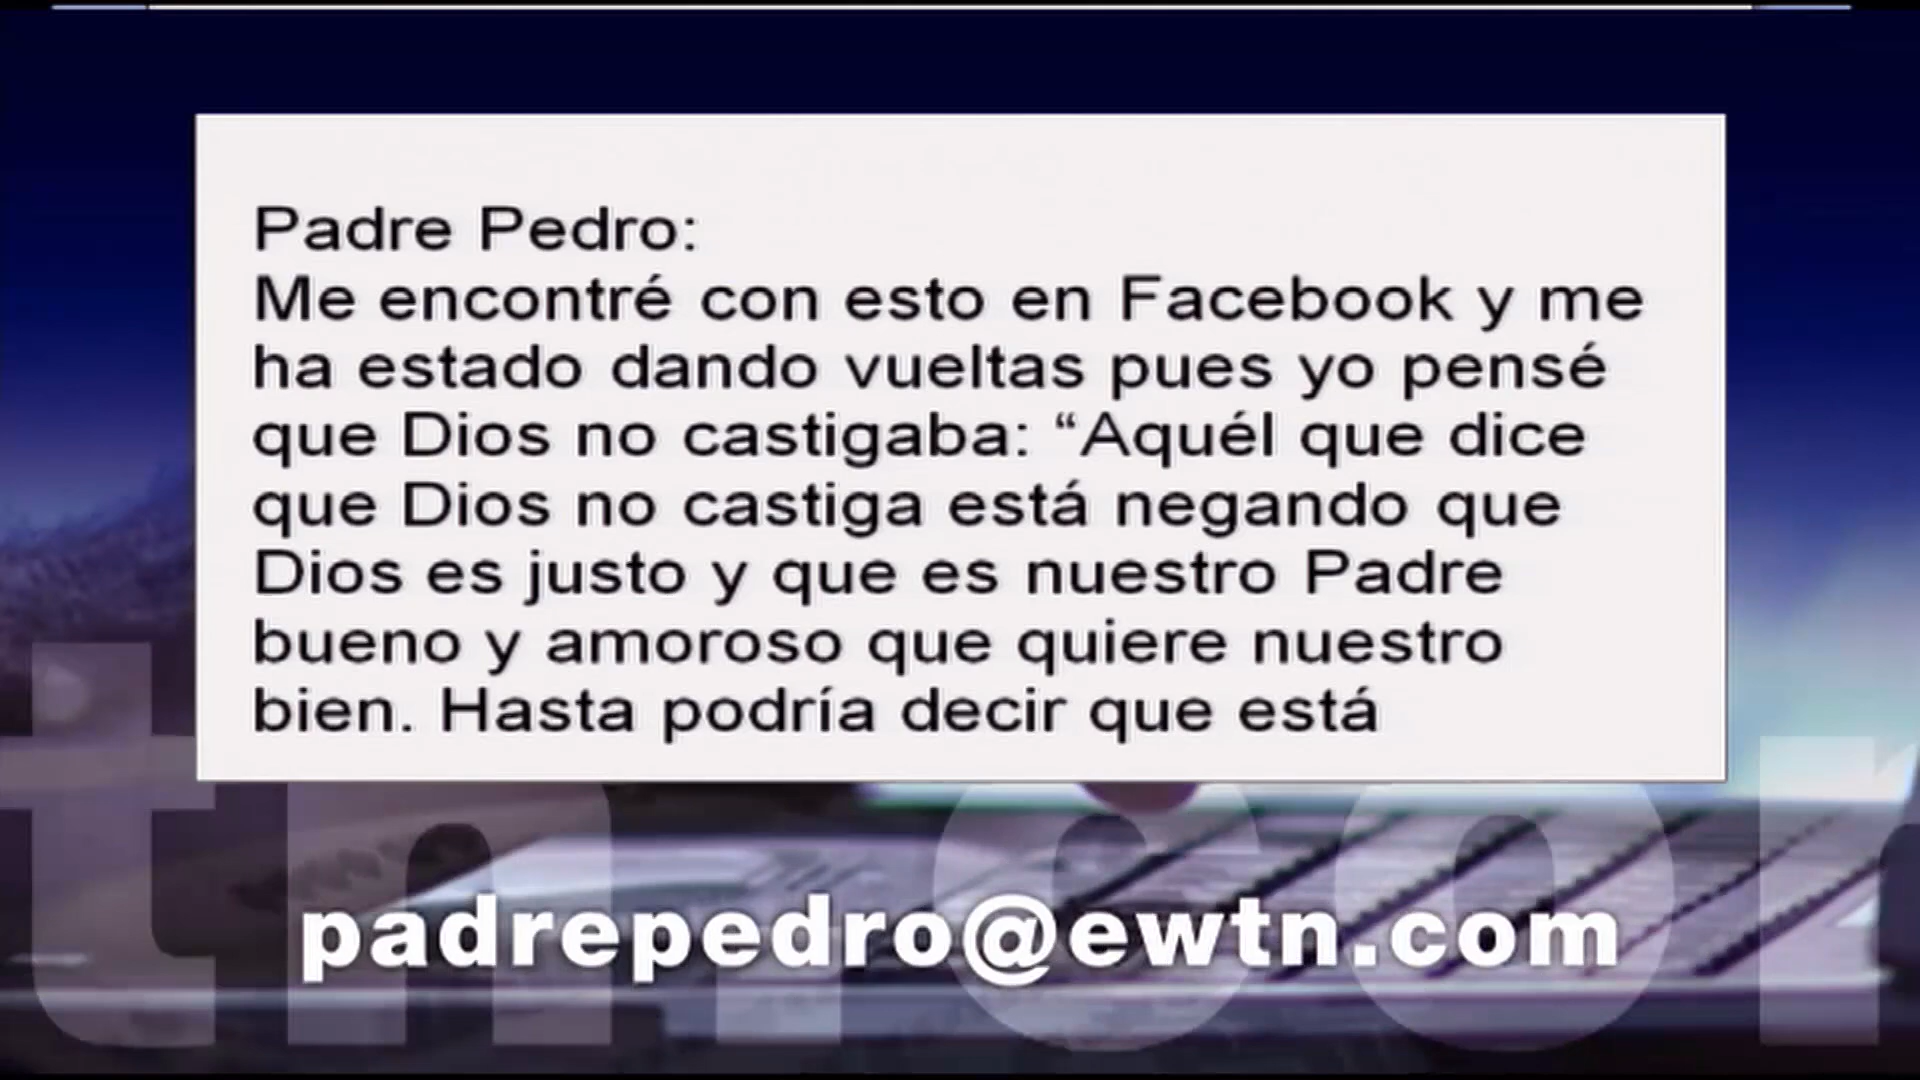 Padre Pedro:
Me encontré con esto en Facebook y me
ha estado dando vueltas pues yo pensé
que Dios no castigaba: “Aquél que dice
que Dios no castiga está negando que
Dios es justo y que es nuestro Padre
bueno y amoroso que quiere nuestro
bien. Hasta podría decir que está
tn.com
padrepedro@ewtn.com